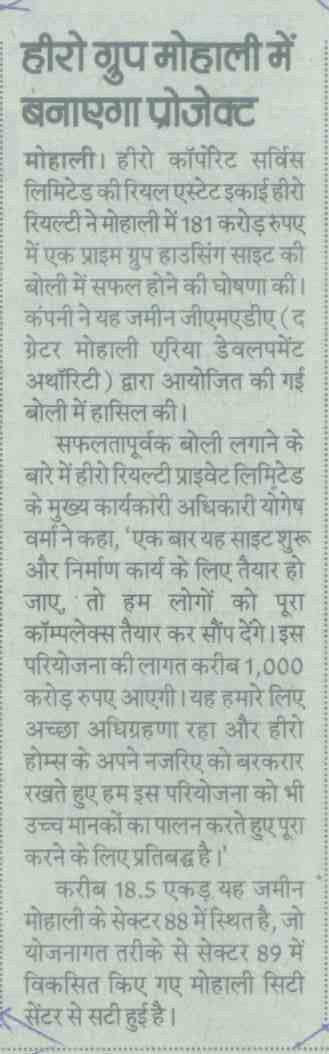 हीरो ग्रुप मोहाली में
बनाएगा प्रोजेक्ट
मोहाली। हीरो कॉर्पोरेट सर्विस
लिमिटेड की रियल एस्टेट इकाई हीरो
रियल्टी ने मोहाली में 181 करोड़ रुपए
में एक प्राइम ग्रुप हाउसिंग साइट की
बोली में सफल होने की घोषणा की।
कंपनी ने यह जमीन जीएमएडीए ( द
ग्रेटर मोहाली एरिया डेवलपमेंट
अथॉरिटी ) द्वारा आयोजित की गई
बोली में हासिल की।
सफलतापूर्वक बोली लगाने के
बारे में हीरो रियल्टी प्राइवेट लिमिटेड
के मुख्य कार्यकारी अधिकारी योगेष
वर्मा ने कहा, 'एक बार यह साइट शुरू
और निर्माण कार्य के लिए तैयार हो
जाए, तो हम लोगों को पूरा
कॉम्पलेक्स तैयार कर सौंप देंगे। इस
परियोजना की लागत करीब 1,000
करोड़ रुपए आएगी। यह हमारे लिए
अच्छा अधिग्रहणा रहा और हीरो
होम्स के अपने नजरिए को बरकरार
रखते हुए हम इस परियोजना को भी
उच्च मानकों का पालन करते हुए पूरा
करने के लिए प्रतिबद्ध है।'
करीब 18.5 एकड़ यह जमीन
मोहाली के सेक्टर 88 में स्थित है, जो
योजनागत तरीके से सेक्टर 89 में
विकसित किए गए मोहाली सिटी
सेंटर से सटी हुई है।